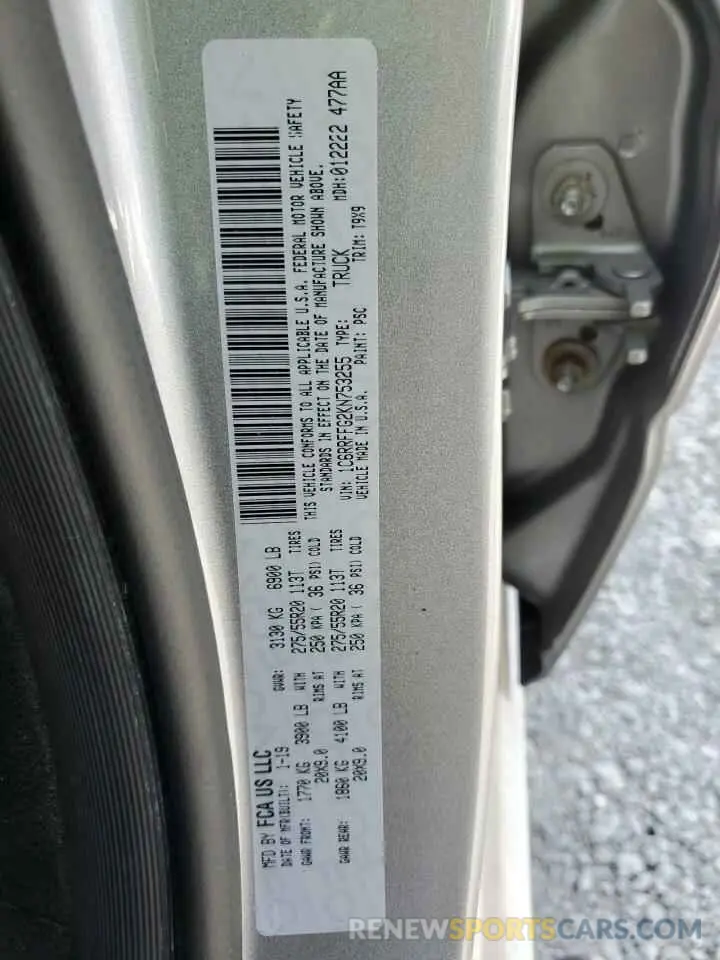 MFD BY FCA US LLC
DATE OF MFR(BUILT): 1-19 GVWR: 3130 KG 6900 LB
GAWR FRONT: 1770 KG 3900 LB WITH 275/55R20 113T TIRES
20X9.0 RIMS AT 250 KPA ( 36 PSI) COLD
GAWR REAR: 1860 KG 4100 LB WITH 275/55R20 113T TIRES
20X9.0 RIMS AT 250 KPA ( 36 PSI) COLD
THIS VEHICLE CONFORMS TO ALL APPLICABLE U.S.A. FEDERAL MOTOR VEHICLE SAFETY
STANDARDS IN EFFECT ON THE DATE OF MANUFACTURE SHOWN ABOVE.
VIN: 1C6RRFFG2KN753255 TYPE: TRUCK MDH:012222 477AA
VEHICLE MADE IN U.S.A. PAINT: PSC TRIM: T9X9
RENEWSPORTSCARS.COM